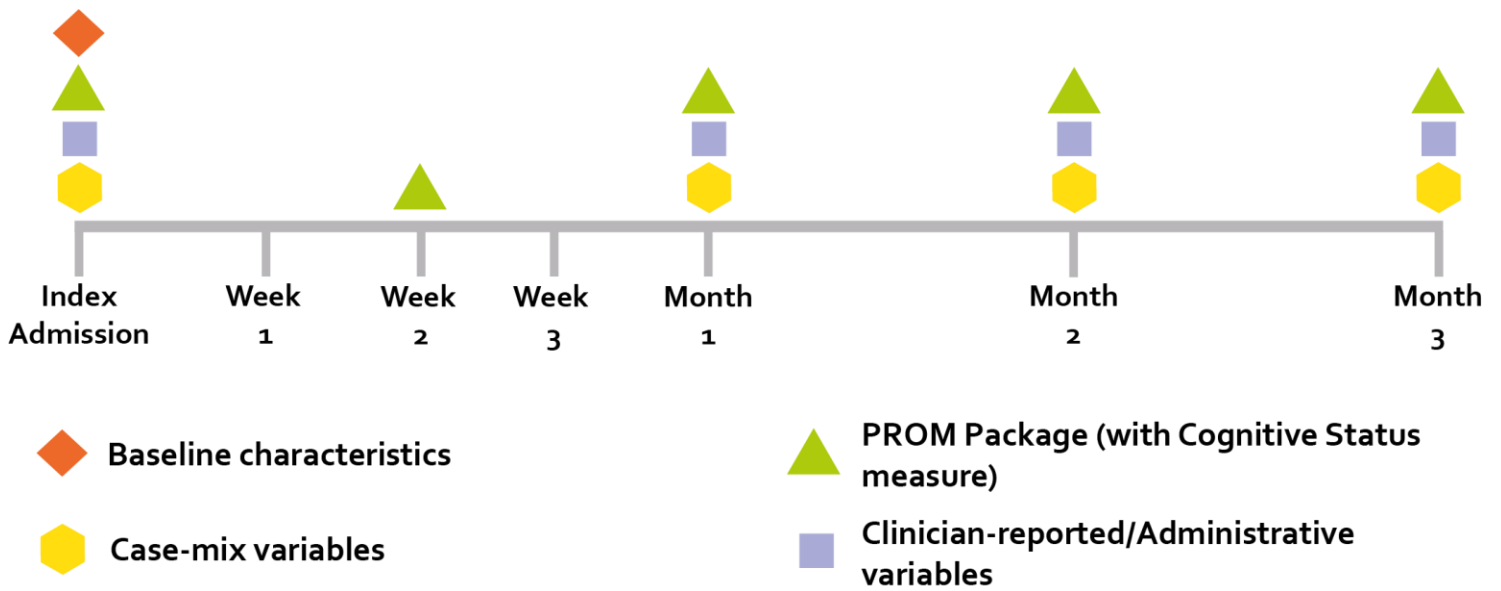 Index Admission
Week 1
Week 2
Week 3
Month 1
Month 2
Month 3
Baseline characteristics
PROM Package (with Cognitive Status
measure)
Case-mix variables
Clinician-reported/Administrative
variables